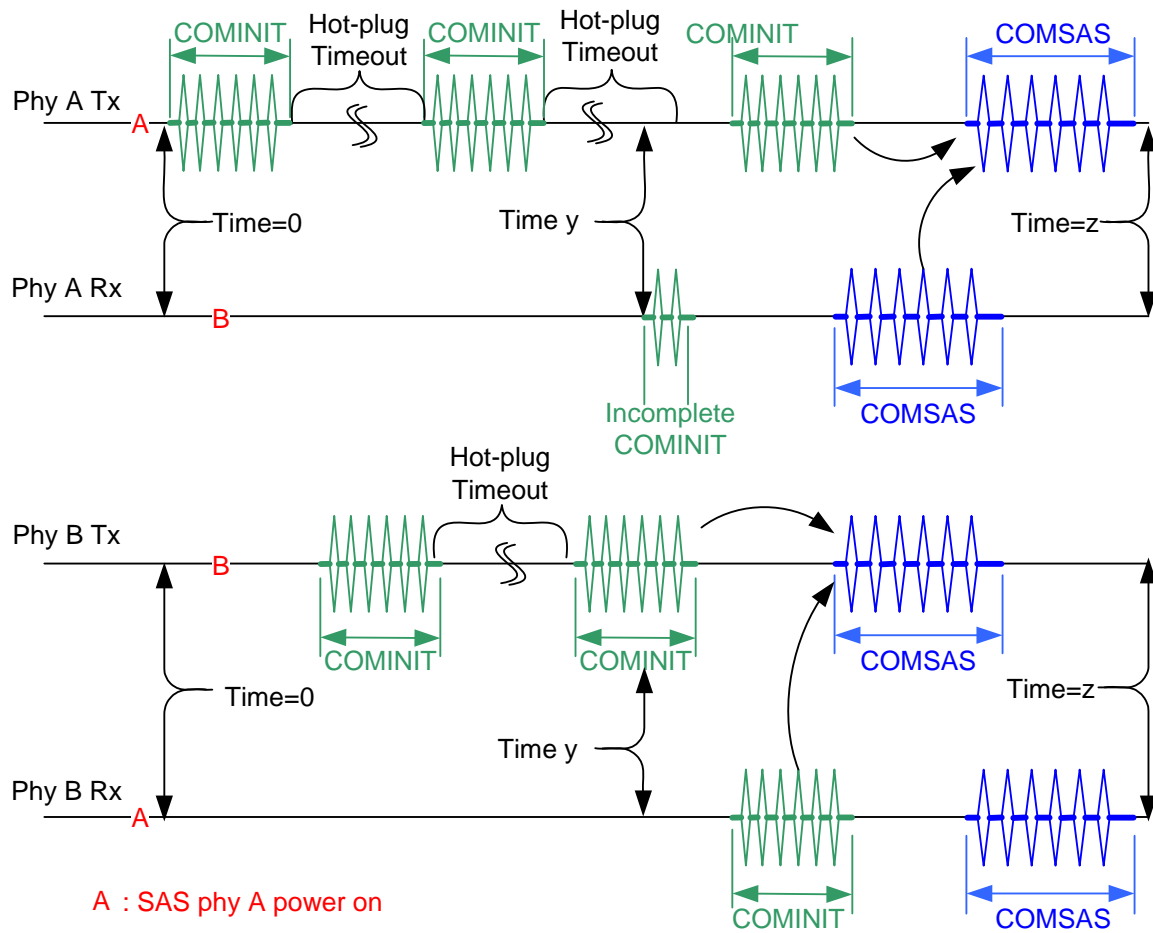 COMINIT
Hot-plug
Timeout
COMINIT
Hot-plug
Timeout
COMINIT
COMSAS
Phy A Tx
A
Time=0
Time y
Time=z
Phy A Rx
B
Incomplete
COMINIT
COMSAS
Hot-plug
Timeout
Phy B Tx
B
COMINIT
COMINIT
COMSAS
Time=0
Time y
Time=z
Phy B Rx
A
A : SAS phy A power on
COMINIT
COMSAS